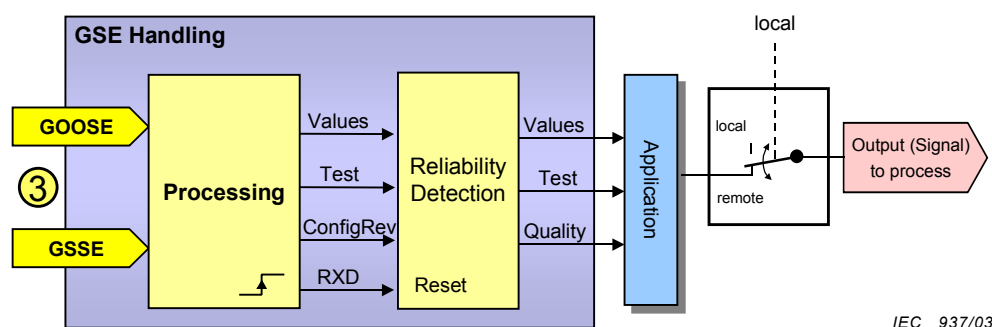 GSE Handling
local
GOOSE
3
GSSE
Processing
Values
Test
ConfigRev
RXD
Reliability
Detection
Reset
Values
Test
Quality
Application
local
remote
Output (Signal)
to process
IEC 937/03